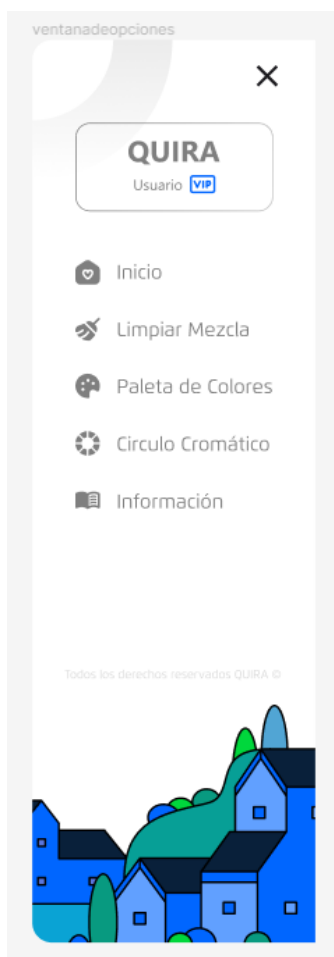 ventanadeopciones
QUIRA
Usuario VIP
Inicio
Limpiar Mezcla
Paleta de Colores
Circulo Cromático
Información
Todos los derechos reservados QUIRA ©